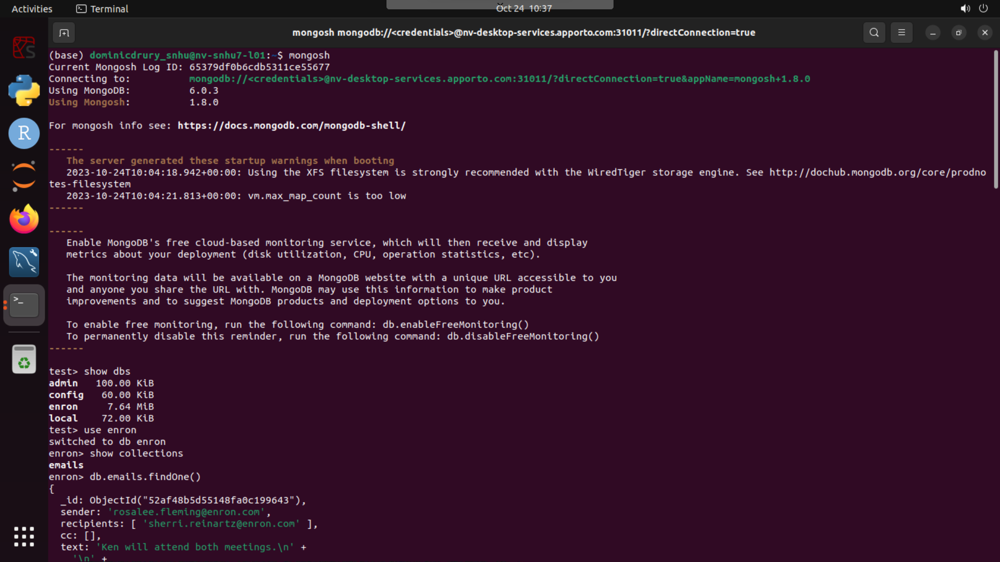 Activities
Terminal
Oct 24 10:37
mongosh mongodb://<credentials>@nv-desktop-services.apporto.com:31011/?directConnection=true
(base) dominicdrury_snhu@nv-snhu7-l01:~$ mongosh
Current Mongosh Log ID: 65379df0b6cdb5311ce55677
Connecting to:          mongodb://<credentials>@nv-desktop-services.apporto.com:31011/?directConnection=true&appName=mongosh+1.8.0
Using MongoDB:          6.0.3
Using Mongosh:          1.8.0
For mongosh info see: https://docs.mongodb.com/mongodb-shell/
------
   The server generated these startup warnings when booting
   2023-10-24T10:04:18.942+00:00: Using the XFS filesystem is strongly recommended with the WiredTiger storage engine. See http://dochub.mongodb.org/core/prodno
tes-filesystem
   2023-10-24T10:04:21.813+00:00: vm.max_map_count is too low
------
------
   Enable MongoDB's free cloud-based monitoring service, which will then receive and display
   metrics about your deployment (disk utilization, CPU, operation statistics, etc).
   The monitoring data will be available on a MongoDB website with a unique URL accessible to you
   and anyone you share the URL with. MongoDB may use this information to make product
   improvements and to suggest MongoDB products and deployment options to you.
   To enable free monitoring, run the following command: db.enableFreeMonitoring()
   To permanently disable this reminder, run the following command: db.disableFreeMonitoring()
------
test> show dbs
admin   100.00 KiB
config   60.00 KiB
enron     7.64 MiB
local    72.00 KiB
test> use enron
switched to db enron
enron> show collections
emails
enron> db.emails.findOne()
{
  _id: ObjectId("52af48b5d55148fa0c199643"),
  sender: 'rosalee.fleming@enron.com',
  recipients: [ 'sherri.reinartz@enron.com' ],
  cc: [],
  text: 'Ken will attend both meetings.\n' +
    '\n' +